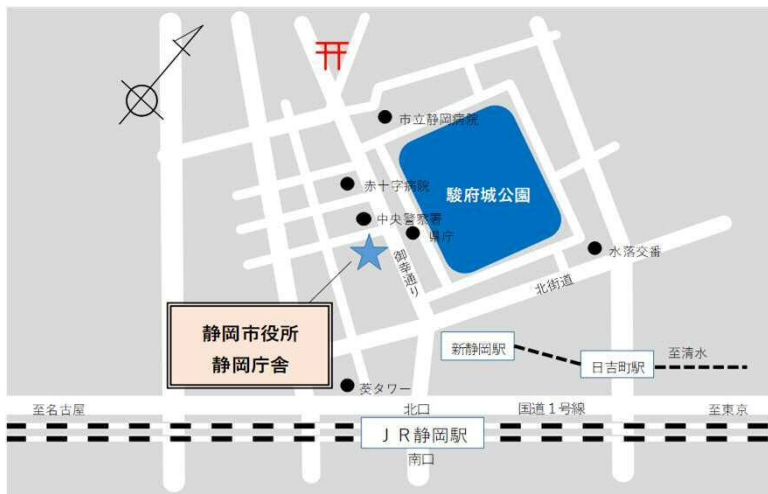 市立静岡病院
赤十字病院
駿府城公園
中央警察署
県庁
水落交番
御幸通り
北街道
静岡市役所
静岡庁舎
新静岡駅
至清水
日吉町駅
葵タワー
至名古屋
北口
国道1号線
至東京
JR静岡駅
南口